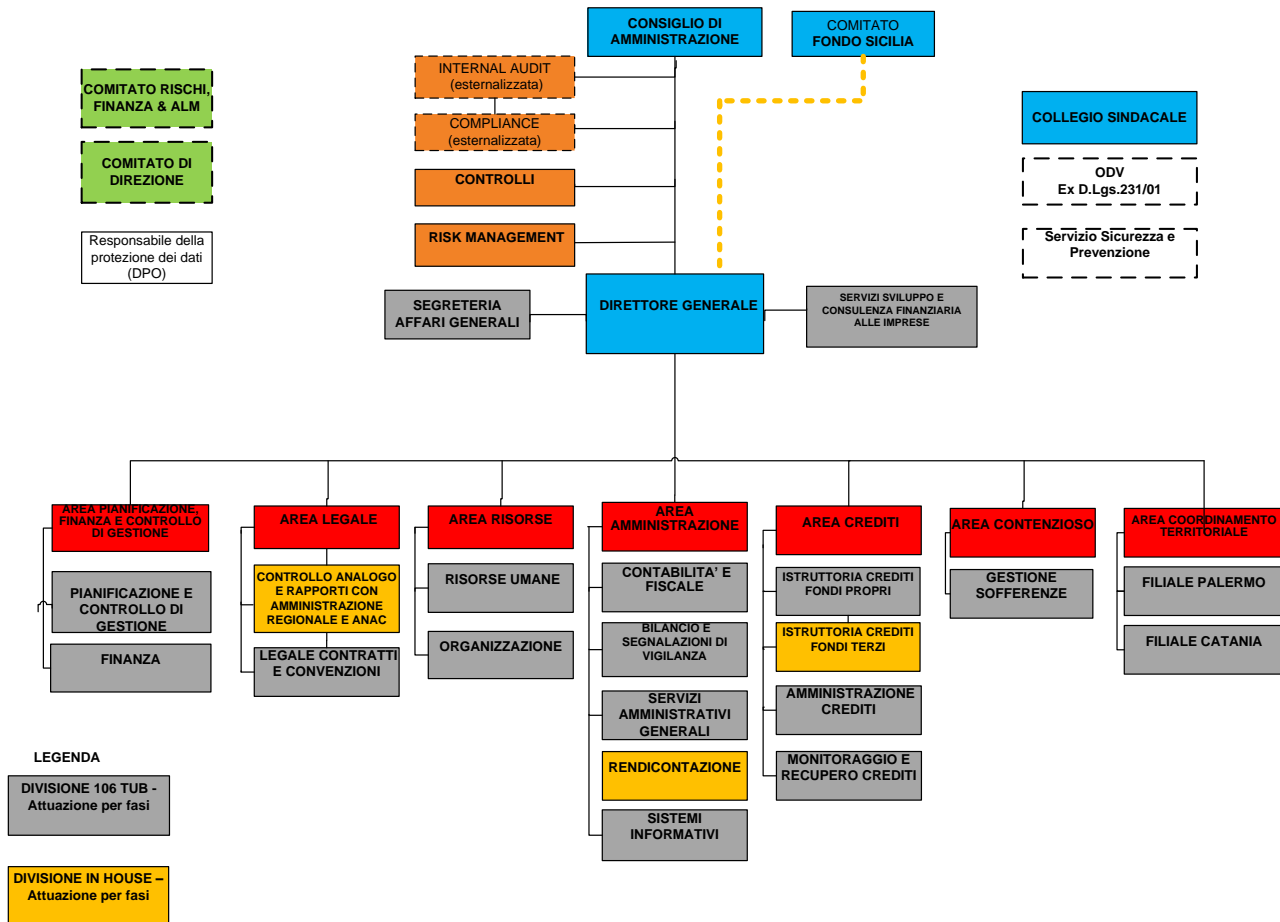 CONSIGLIO DI
AMMINISTRAZIONE
COMITATO
FONDO SICILIA
INTERNAL AUDIT
(esternalizzata)
COMPLIANCE
(esternalizzata)
CONTROLLI
RISK MANAGEMENT
COMITATO RISCHI,
FINANZA & ALM
COMITATO DI
DIREZIONE
Responsabile della
protezione dei dati
(DPO)
COLLEGIO SINDACALE
ODV
Ex D.Lgs.231/01
Servizio Sicurezza e
Prevenzione
SEGRETERIA
AFFARI GENERALI
DIRETTORE GENERALE
SERVIZI SVILUPPO E
CONSULENZA FINANZIARIA
ALLE IMPRESE
AREA PIANIFICAZIONE,
FINANZA E CONTROLLO
DI GESTIONE
PIANIFICAZIONE E
CONTROLLO DI
GESTIONE
FINANZA
AREA LEGALE
CONTROLLO ANALOGO
E RAPPORTI CON
AMMINISTRAZIONE
REGIONALE E ANAC
LEGALE CONTRATTI
E CONVENZIONI
AREA RISORSE
RISORSE UMANE
ORGANIZZAZIONE
AREA
AMMINISTRAZIONE
CONTABILITA' E
FISCALE
BILANCIO E
SEGNALAZIONI DI
VIGILANZA
SERVIZI
AMMINISTRATIVI
GENERALI
RENDICONTAZIONE
SISTEMI
INFORMATIVI
AREA CREDITI
ISTRUTTORIA CREDITI
FONDI PROPRI
ISTRUTTORIA CREDITI
FONDI TERZI
AMMINISTRAZIONE
CREDITI
MONITORAGGIO E
RECUPERO CREDITI
AREA CONTENZIOSO
GESTIONE
SOFFERENZE
AREA COORDINAMENTO
TERRITORIALE
FILIALE PALERMO
FILIALE CATANIA
LEGENDA
DIVISIONE 106 TUB -
Attuazione per fasi
DIVISIONE IN HOUSE –
Attuazione per fasi